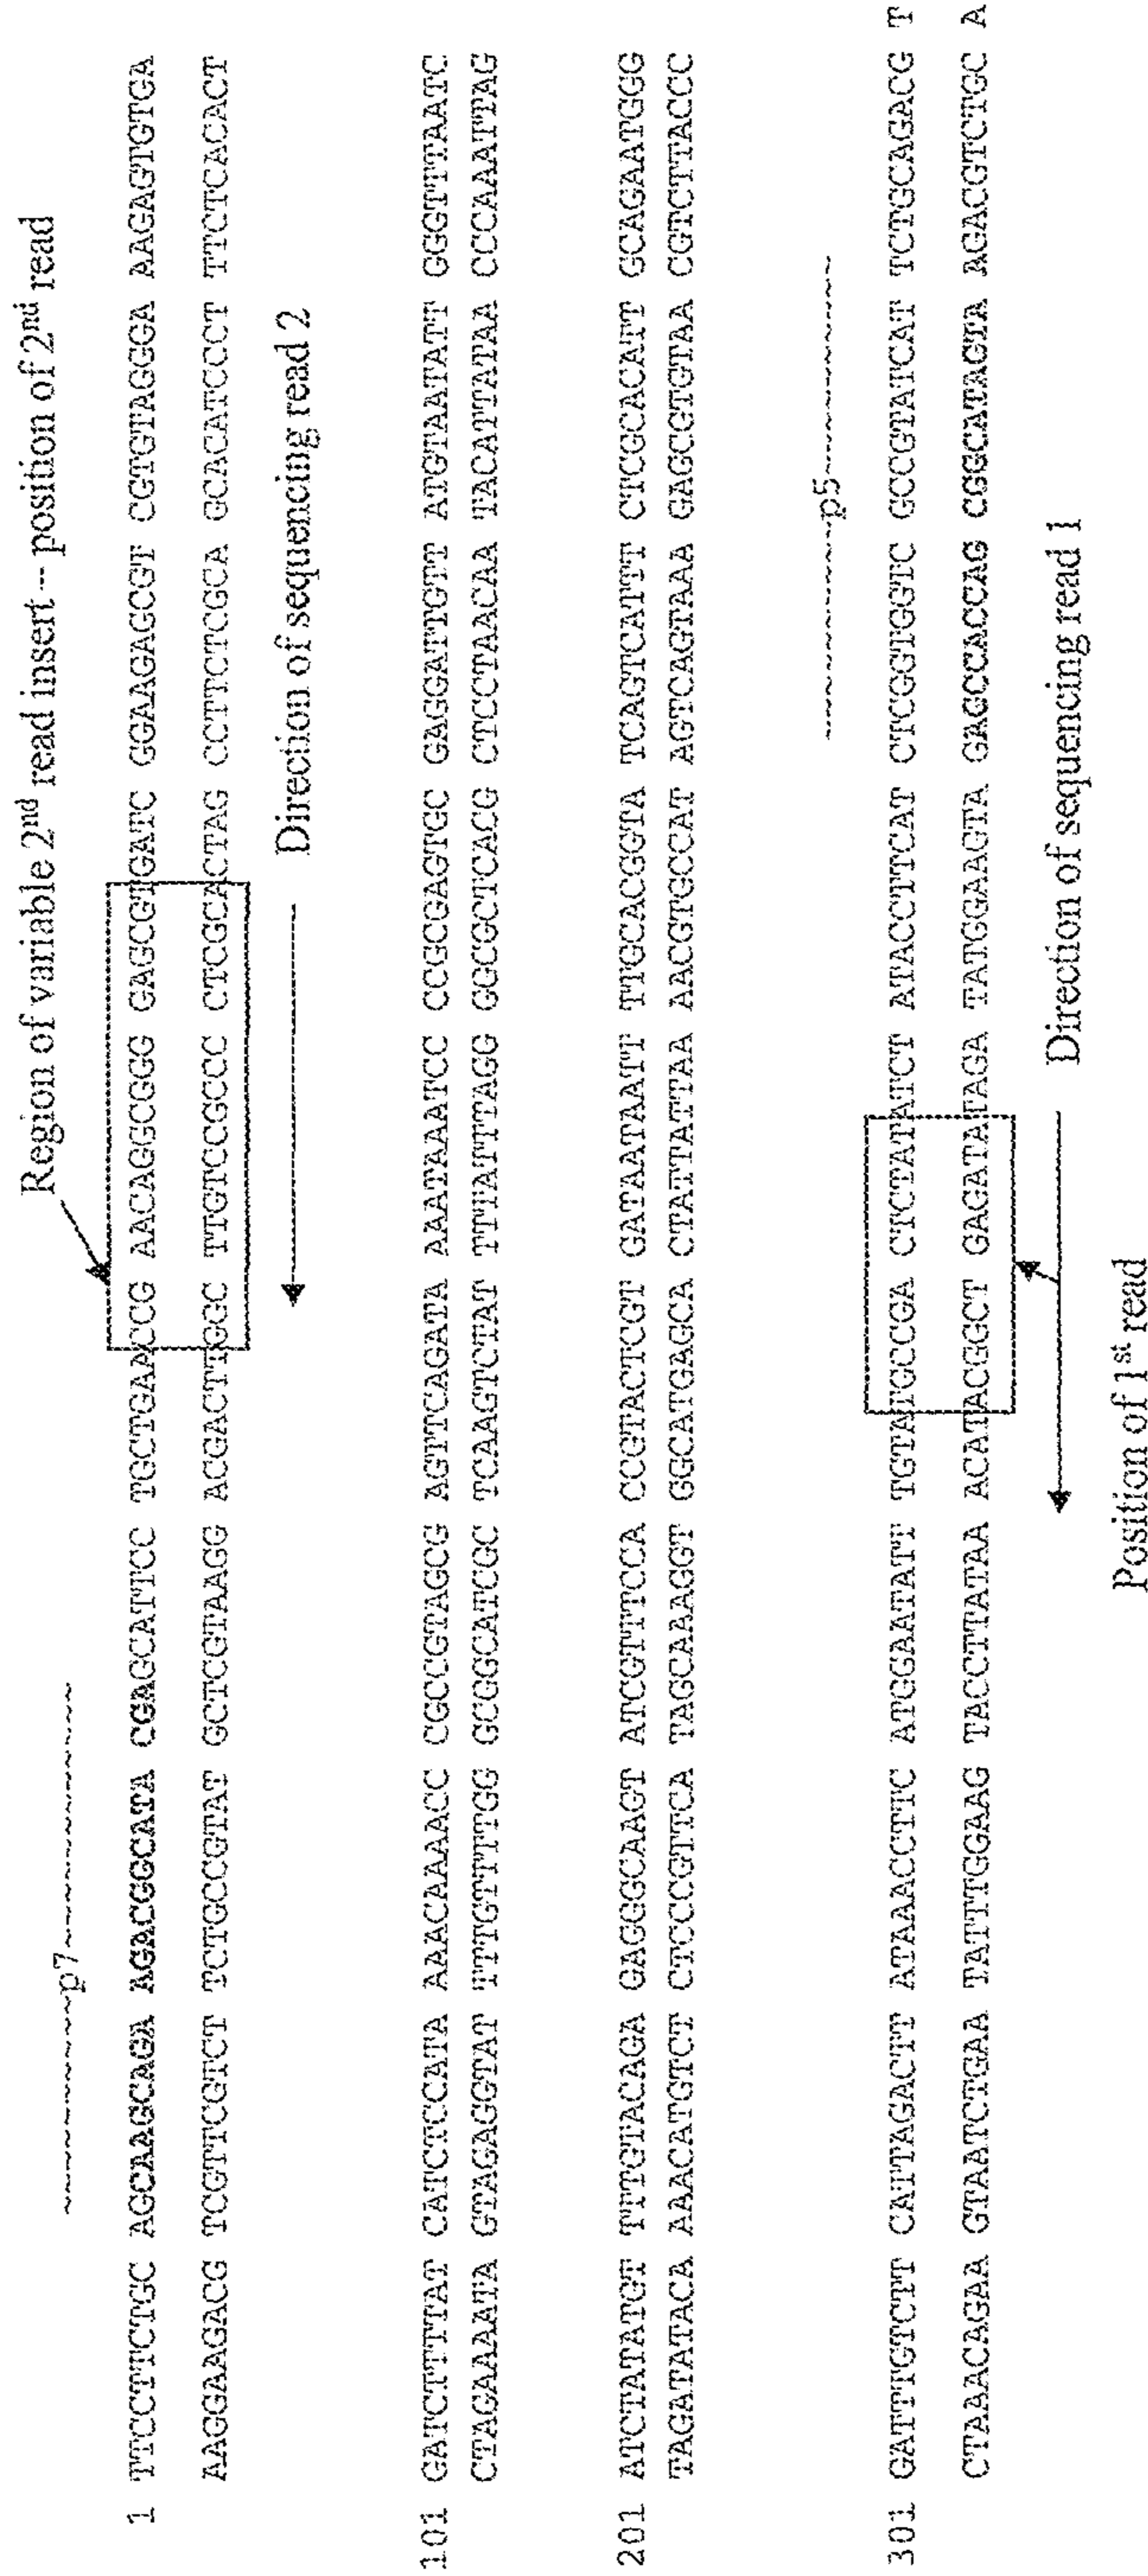 Region of variable 2nd read insert -- position of 2nd read
~~~~~~~~~~p7~~~~~~~~~~~~
1 TTCCTTCTGC AGCAAGCAGA AGACGGCATA CGAGCATTCC TGCTGAACCG AACAGGCGGG GAGCGTGATC GGAAGAGCGT CGTGTAGGGA AAGAGTGTGA
AAGGAAGACG TCGTTCGTCT TCTGCCGTAT GCTCGTAAGG ACGACTTGGC TTGTCCGCCC CTCGCACTAG CCTTCTCGCA GCACATCCCT TTCTCACACT
Direction of sequencing read 2
101 GATCTTTTAT CATCTCCATA AAACAAAACC CGCCGTAGCG AGTTCAGATA AAATAAATCC CCGCGAGTGC GAGGATTGTT ATGTAATATT GGGTTTAATC
CTAGAAAATA GTAGAGGTAT TTTGTTTTGG GCGGCATCGC TCAAGTCTAT TTTATTTAGG GGCGCTCACG CTCCTAACAA TACATTATAA CCCAAATTAG
201 ATCTATATGT TTTGTACAGA GAGGGCAAGT ATCGTTTCCA CCGTACTCGT GATAATAATT TTGCACGGTA TCAGTCATTT CTCGCACATT GCAGAATGGG
TAGATATACA AAACATGTCT CTCCCGTTCA TAGCAAAGGT GGCATGAGCA CTATTATTAA AACGTGCCAT AGTCAGTAAA GAGCGTGTAA CGTCTTACCC
~~~~~~~~~~p5~~~~~~~~~~
301 GATTTGTCTT CATTAGACTT ATAAACCTTC ATGGAATATT TGTATGCCGA CTCTATATCT ATACCTTCAT CTCGGTGGTC GCCGTATCAT TCTGCAGACG T
CTAAACAGAA GTAATCTGAA TATTTGGAAG TACCTTATAA ACATACGGCT GAGATATAGA TATGGAAGTA GAGCCACCAG CGGCATAGTA AGACGTCTGC A
Direction of sequencing read 1
Position of 1st read